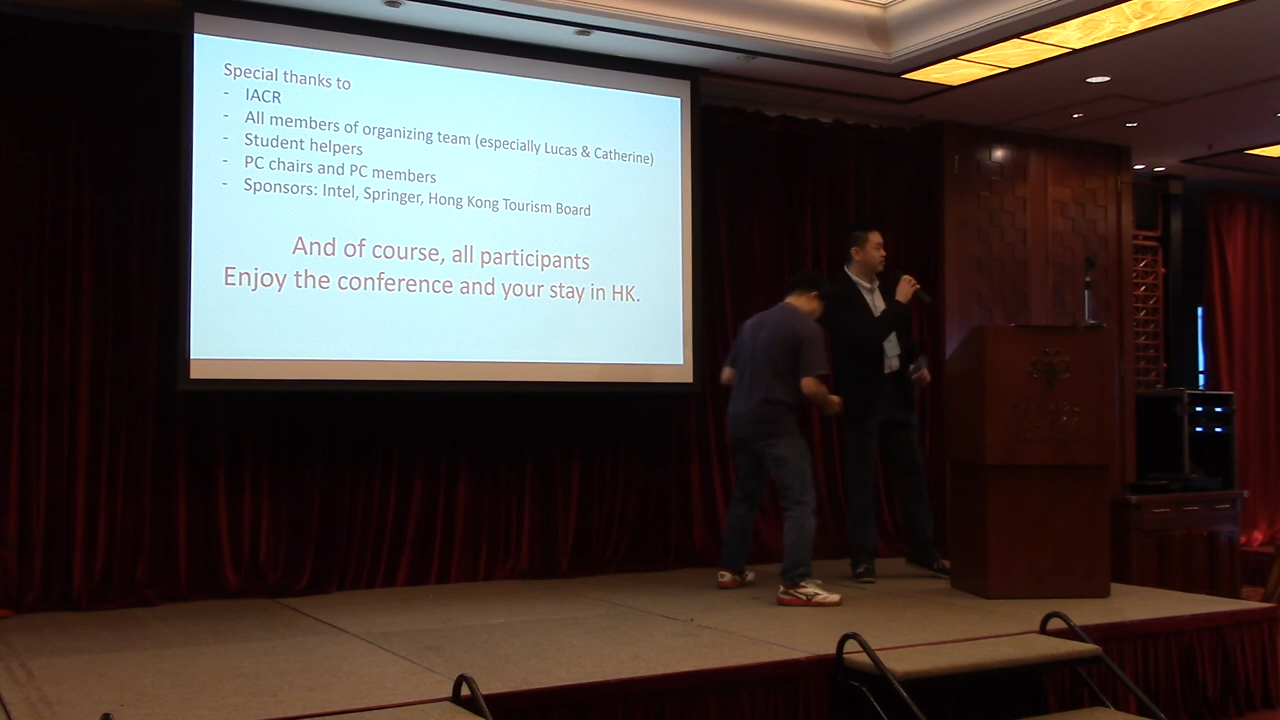 Special thanks to
- IACR
- All members of organizing team (especially Lucas & Catherine)
- Student helpers
- PC chairs and PC members
- Sponsors: Intel, Springer, Hong Kong Tourism Board
And of course, all participants
Enjoy the conference and your stay in HK.